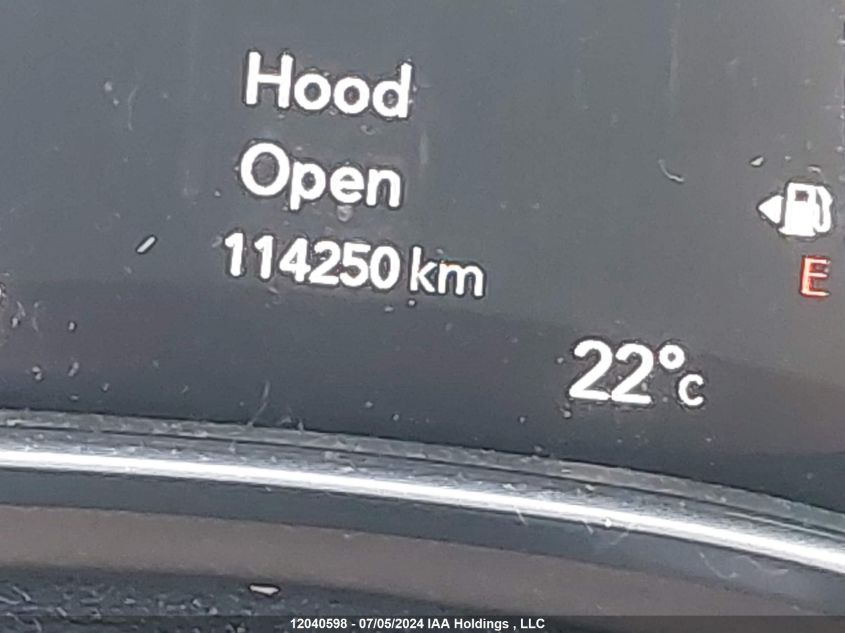 Hood
Open
114250 km
E
22°C
12040598 - 07/05/2024 IAA Holdings , LLC